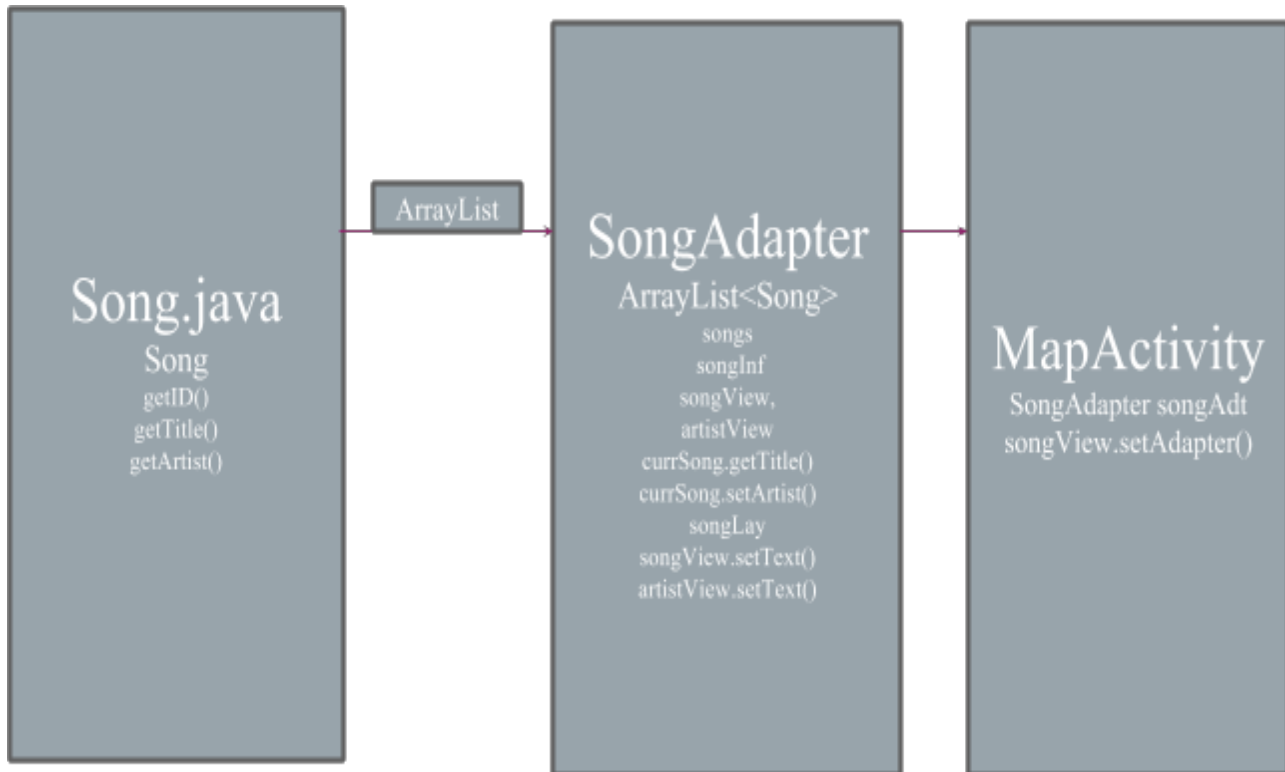 Song.java
Song
getID()
getTitle()
getArtist()
ArrayList
SongAdapter
ArrayList<Song>
songs
songInf
songView,
artistView
currSong.getTitle()
currSong.setArtist()
songLay
songView.setText()
artistView.setText()
MapActivity
SongAdapter songAdt
songView.setAdapter()